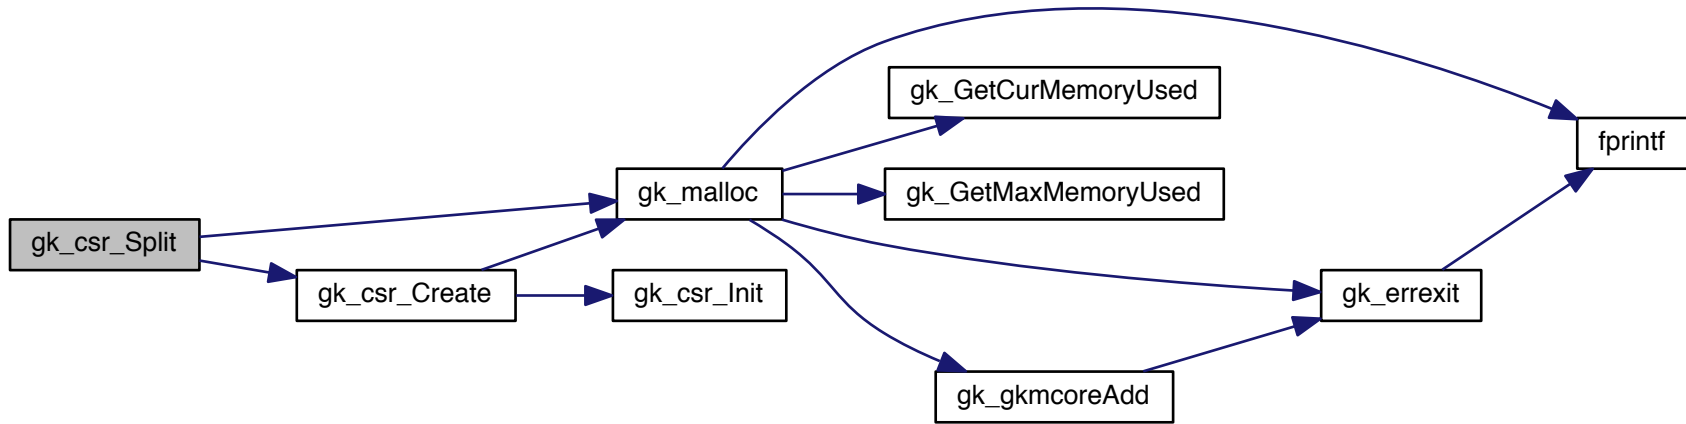 gk_csr_Split
gk_csr_Create
gk_malloc
gk_csr_Init
gk_GetCurMemoryUsed
gk_GetMaxMemoryUsed
gk_gkmcoreAdd
gk_errexit
fprintf